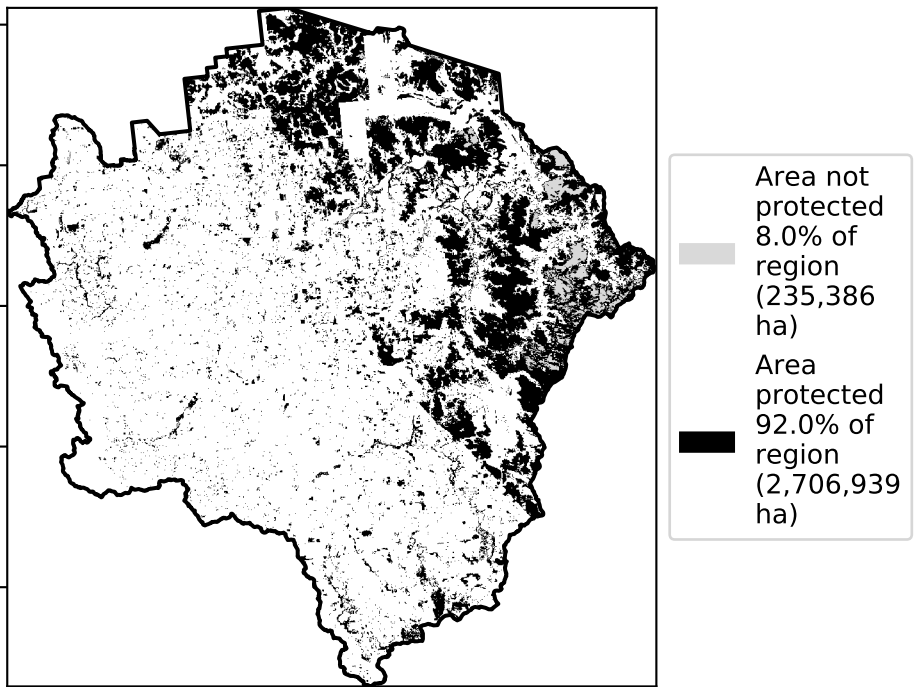 Area not
protected
8.0% of
region
(235,386
ha)
Area
protected
92.0% of
region
(2,706,939
ha)